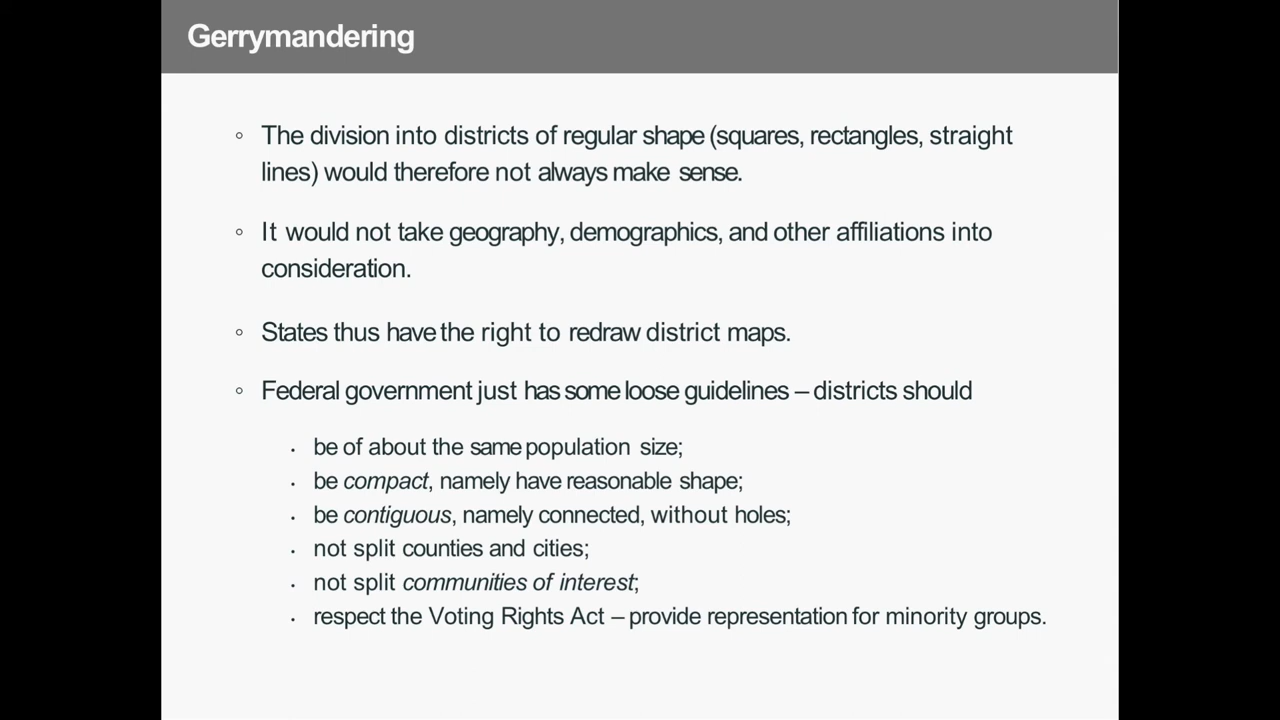 Gerrymandering
◦ The division into districts of regular shape (squares, rectangles, straight
lines) would therefore not always make sense.
◦ It would not take geography, demographics, and other affiliations into
consideration.
◦ States thus have the right to redraw district maps.
◦ Federal government just has some loose guidelines – districts should
• be of about the same population size;
• be compact, namely have reasonable shape;
• be contiguous, namely connected, without holes;
• not split counties and cities;
• not split communities of interest;
• respect the Voting Rights Act – provide representation for minority groups.